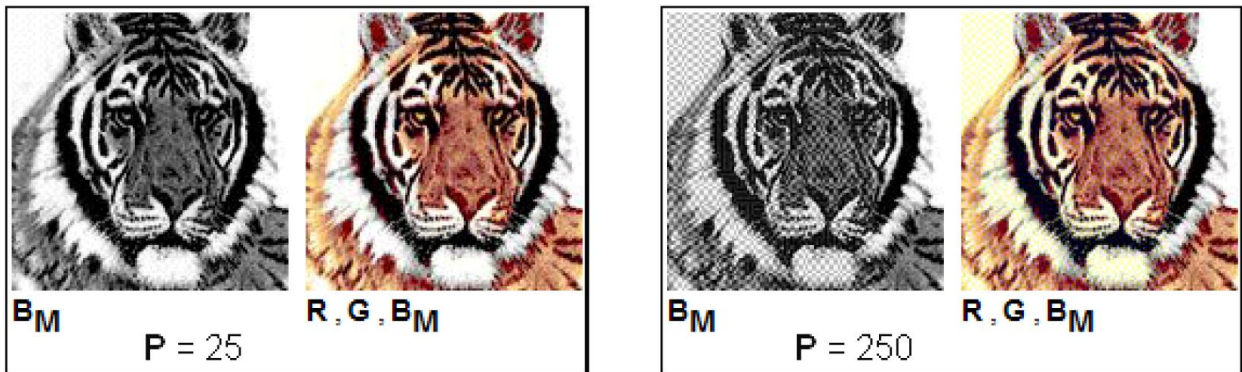 B_M R , G , B_M
P = 25
B_M R , G , B_M
P = 250